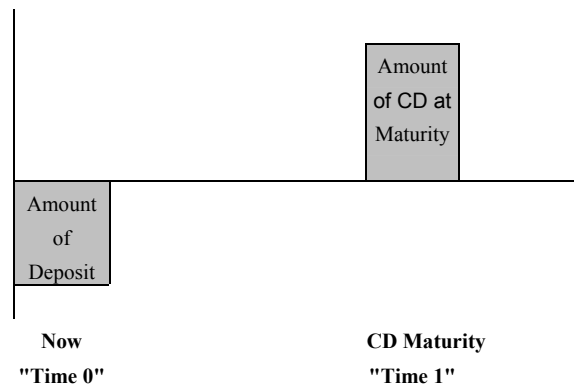 Amount
of CD at
Maturity
Amount
of
Deposit
Now
"Time 0"
CD Maturity
"Time 1"